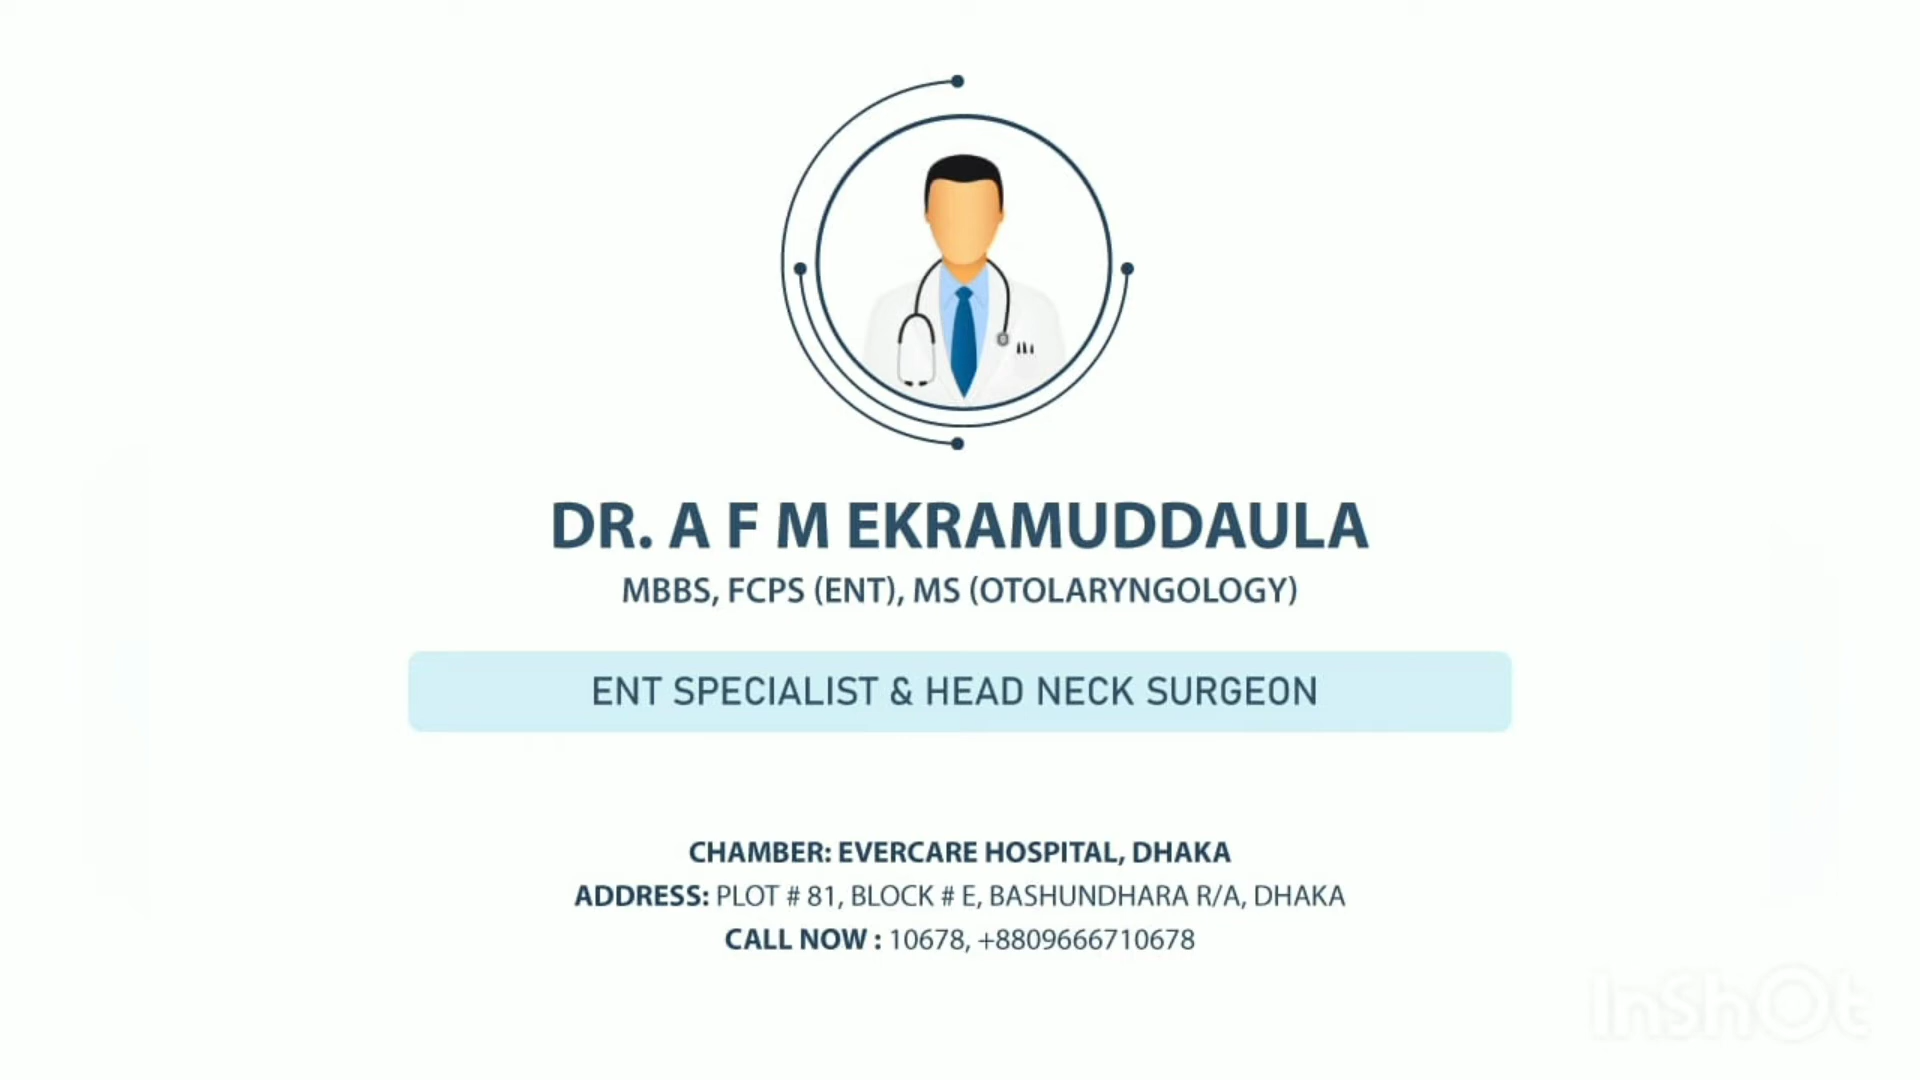 DR. A F M EKRAMUDDAULA
MBBS, FCPS (ENT), MS (OTOLARYNGOLOGY)
ENT SPECIALIST & HEAD NECK SURGEON
CHAMBER: EVERCARE HOSPITAL, DHAKA
ADDRESS: PLOT # 81, BLOCK # E, BASHUNDHARA R/A, DHAKA
CALL NOW : 10678, +8809666710678
InShOt